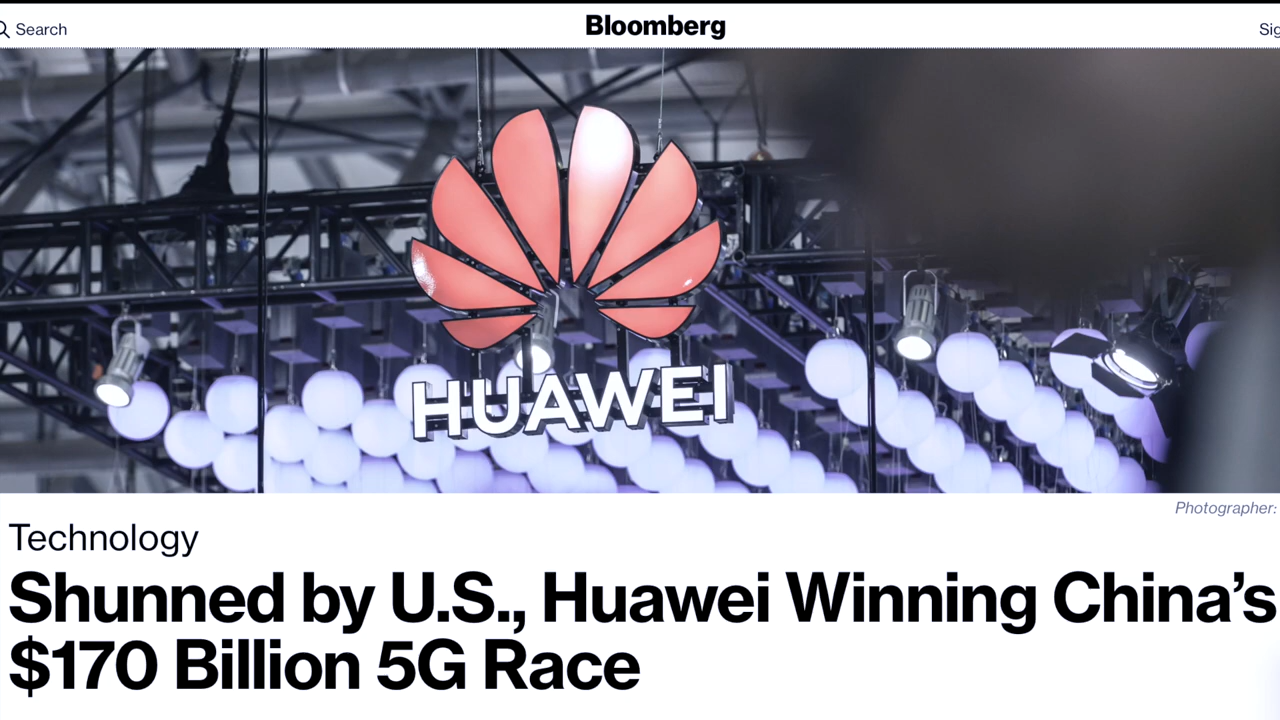 Search
Bloomberg
Sig
HUAWEI
Photographer:
Technology
Shunned by U.S., Huawei Winning China’s
$170 Billion 5G Race